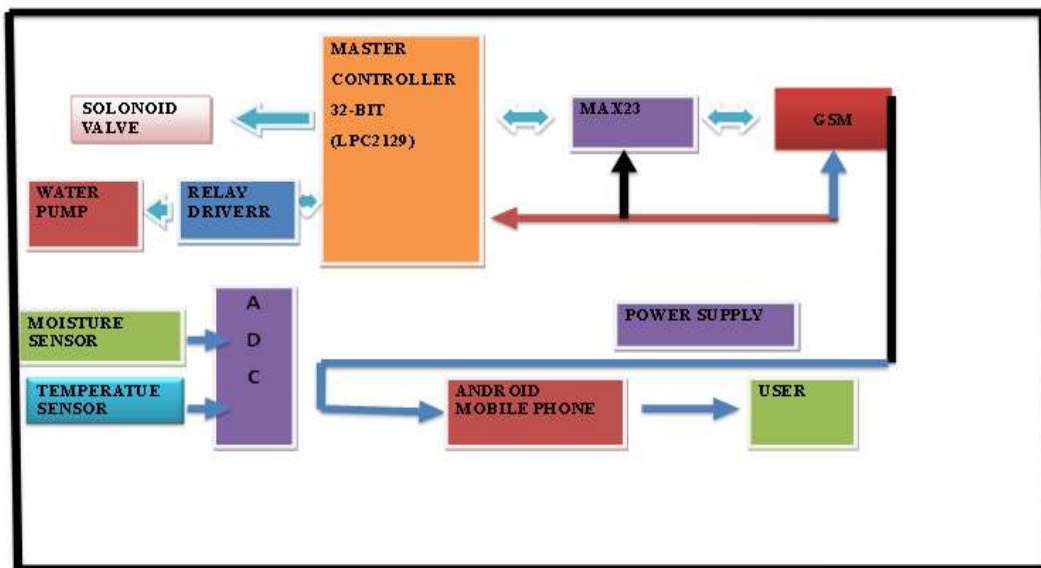 MASTER
CONTROLLER
32-BIT
(LPC2129)
SOLONOID
VALVE
MAX23
GSM
WATER
PUMP
RELAY
DRIVERR
A
D
C
MOISTURE
SENSOR
POWER SUPPLY
TEMPERATUE
SENSOR
ANDROID
MOBILE PHONE
USER